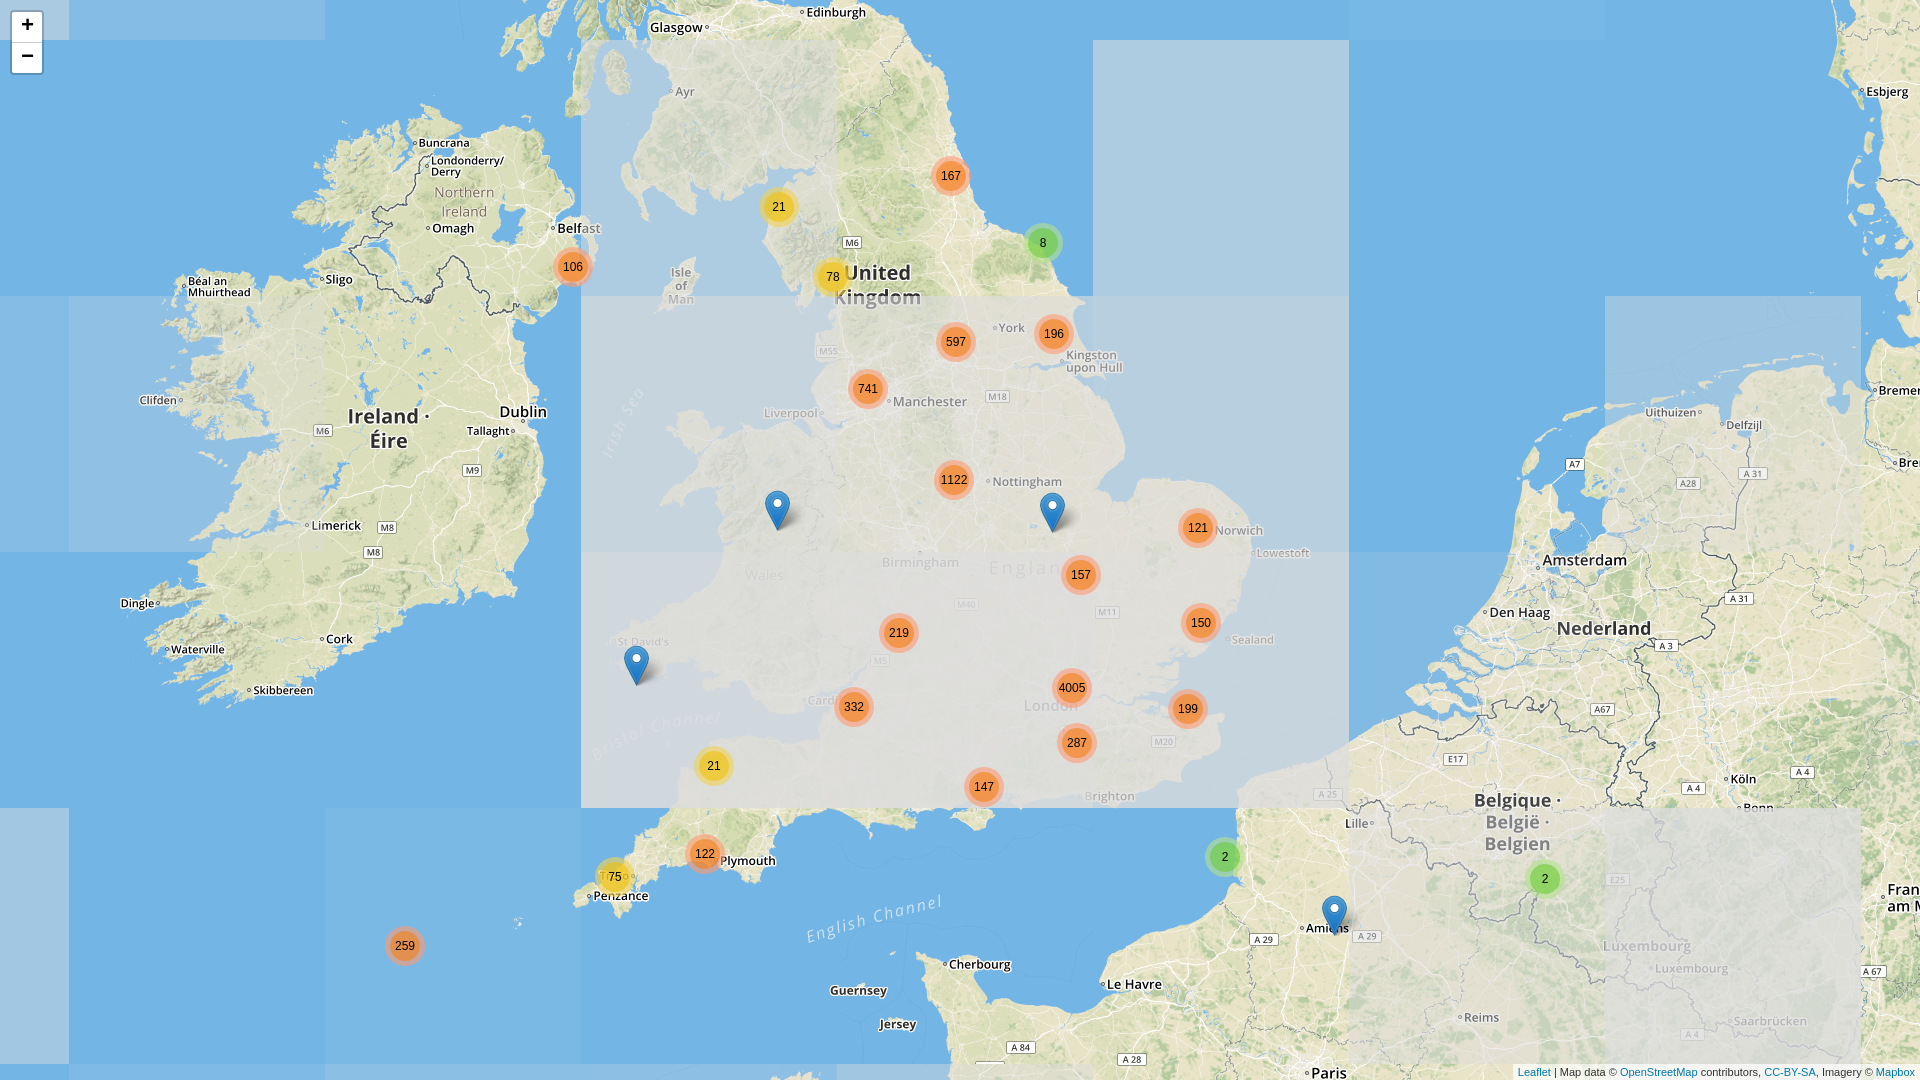 +
−
Glasgow
Edinburgh
Ayr
Esbjerg
Buncrana
Londonderry/
Derry
Northern
Ireland
Omagh
Belfast
106
167
21
8
M6
78
United
Kingdom
Isle
of
Man
Béal an
Mhuirthead
Sligo
York
196
597
M55
Kingston
upon Hull
741
Manchester
M18
Liverpool
Irish Sea
Clifden
Ireland ·
Éire
Dublin
Tallaght
M6
M9
Uithuizen
Delfzijl
A7
A 31
A28
1122
Nottingham
121
Norwich
Lowestoft
Limerick
M8
M8
Birmingham
England
Wales
157
Amsterdam
Dingle
M40
M11
A 31
Den Haag
Nederland
Cork
Waterville
219
150
Sealand
St David's
M5
A 3
Skibbereen
4005
London
332
199
A67
Bristol Channel
287
M20
E17
21
147
Brighton
A 25
Köln
A 4
A 4
Bonn
Belgique ·
België ·
Belgien
Lille
122
Plymouth
75
Penzance
2
2
E25
English Channel
259
Amiens
A 29
A 29
Luxembourg
Luxembourg
Cherbourg
A 67
Le Havre
Guernsey
Jersey
Reims
Saarbrücken
A 4
A 84
A 28
Paris
Leaflet | Map data © OpenStreetMap contributors, CC-BY-SA, Imagery © Mapbox